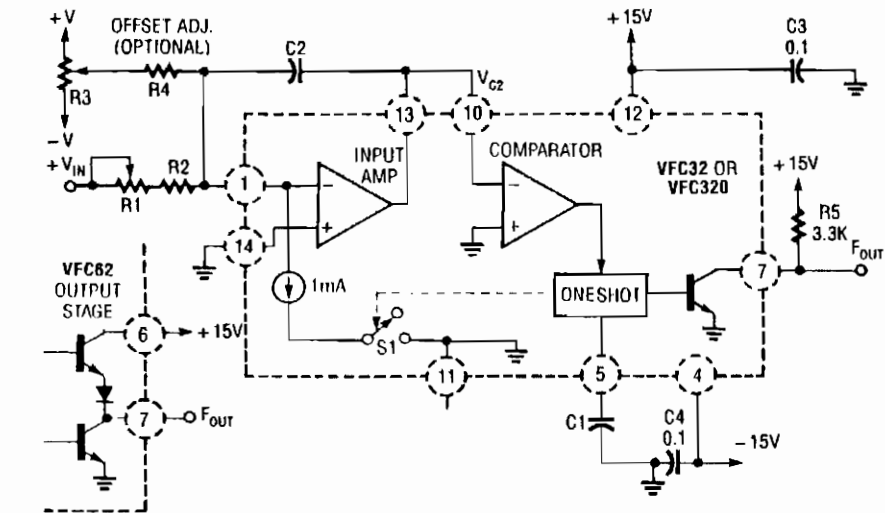 +V
OFFSET ADJ.
(OPTIONAL)
R3
R4
C2
V C2
+15V
C3
0.1
-V
+V IN
R1
R2
1
14
13
10
12
INPUT
AMP
COMPARATOR
VFC32 OR
VFC320
-
+
-
+
+15V
R5
3.3K
7
F OUT
1mA
ONESHOT
S1
11
5
4
VFC62
OUTPUT
STAGE
6
+15V
7
F OUT
C1
C4
0.1
-15V